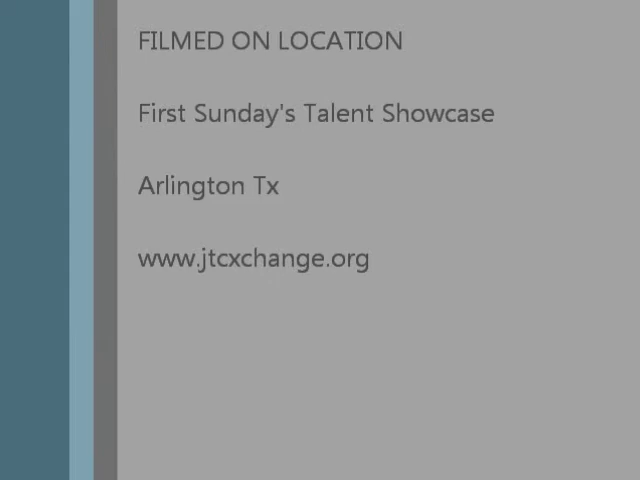 FILMED ON LOCATION
First Sunday's Talent Showcase
Arlington Tx
www.jtcxchange.org